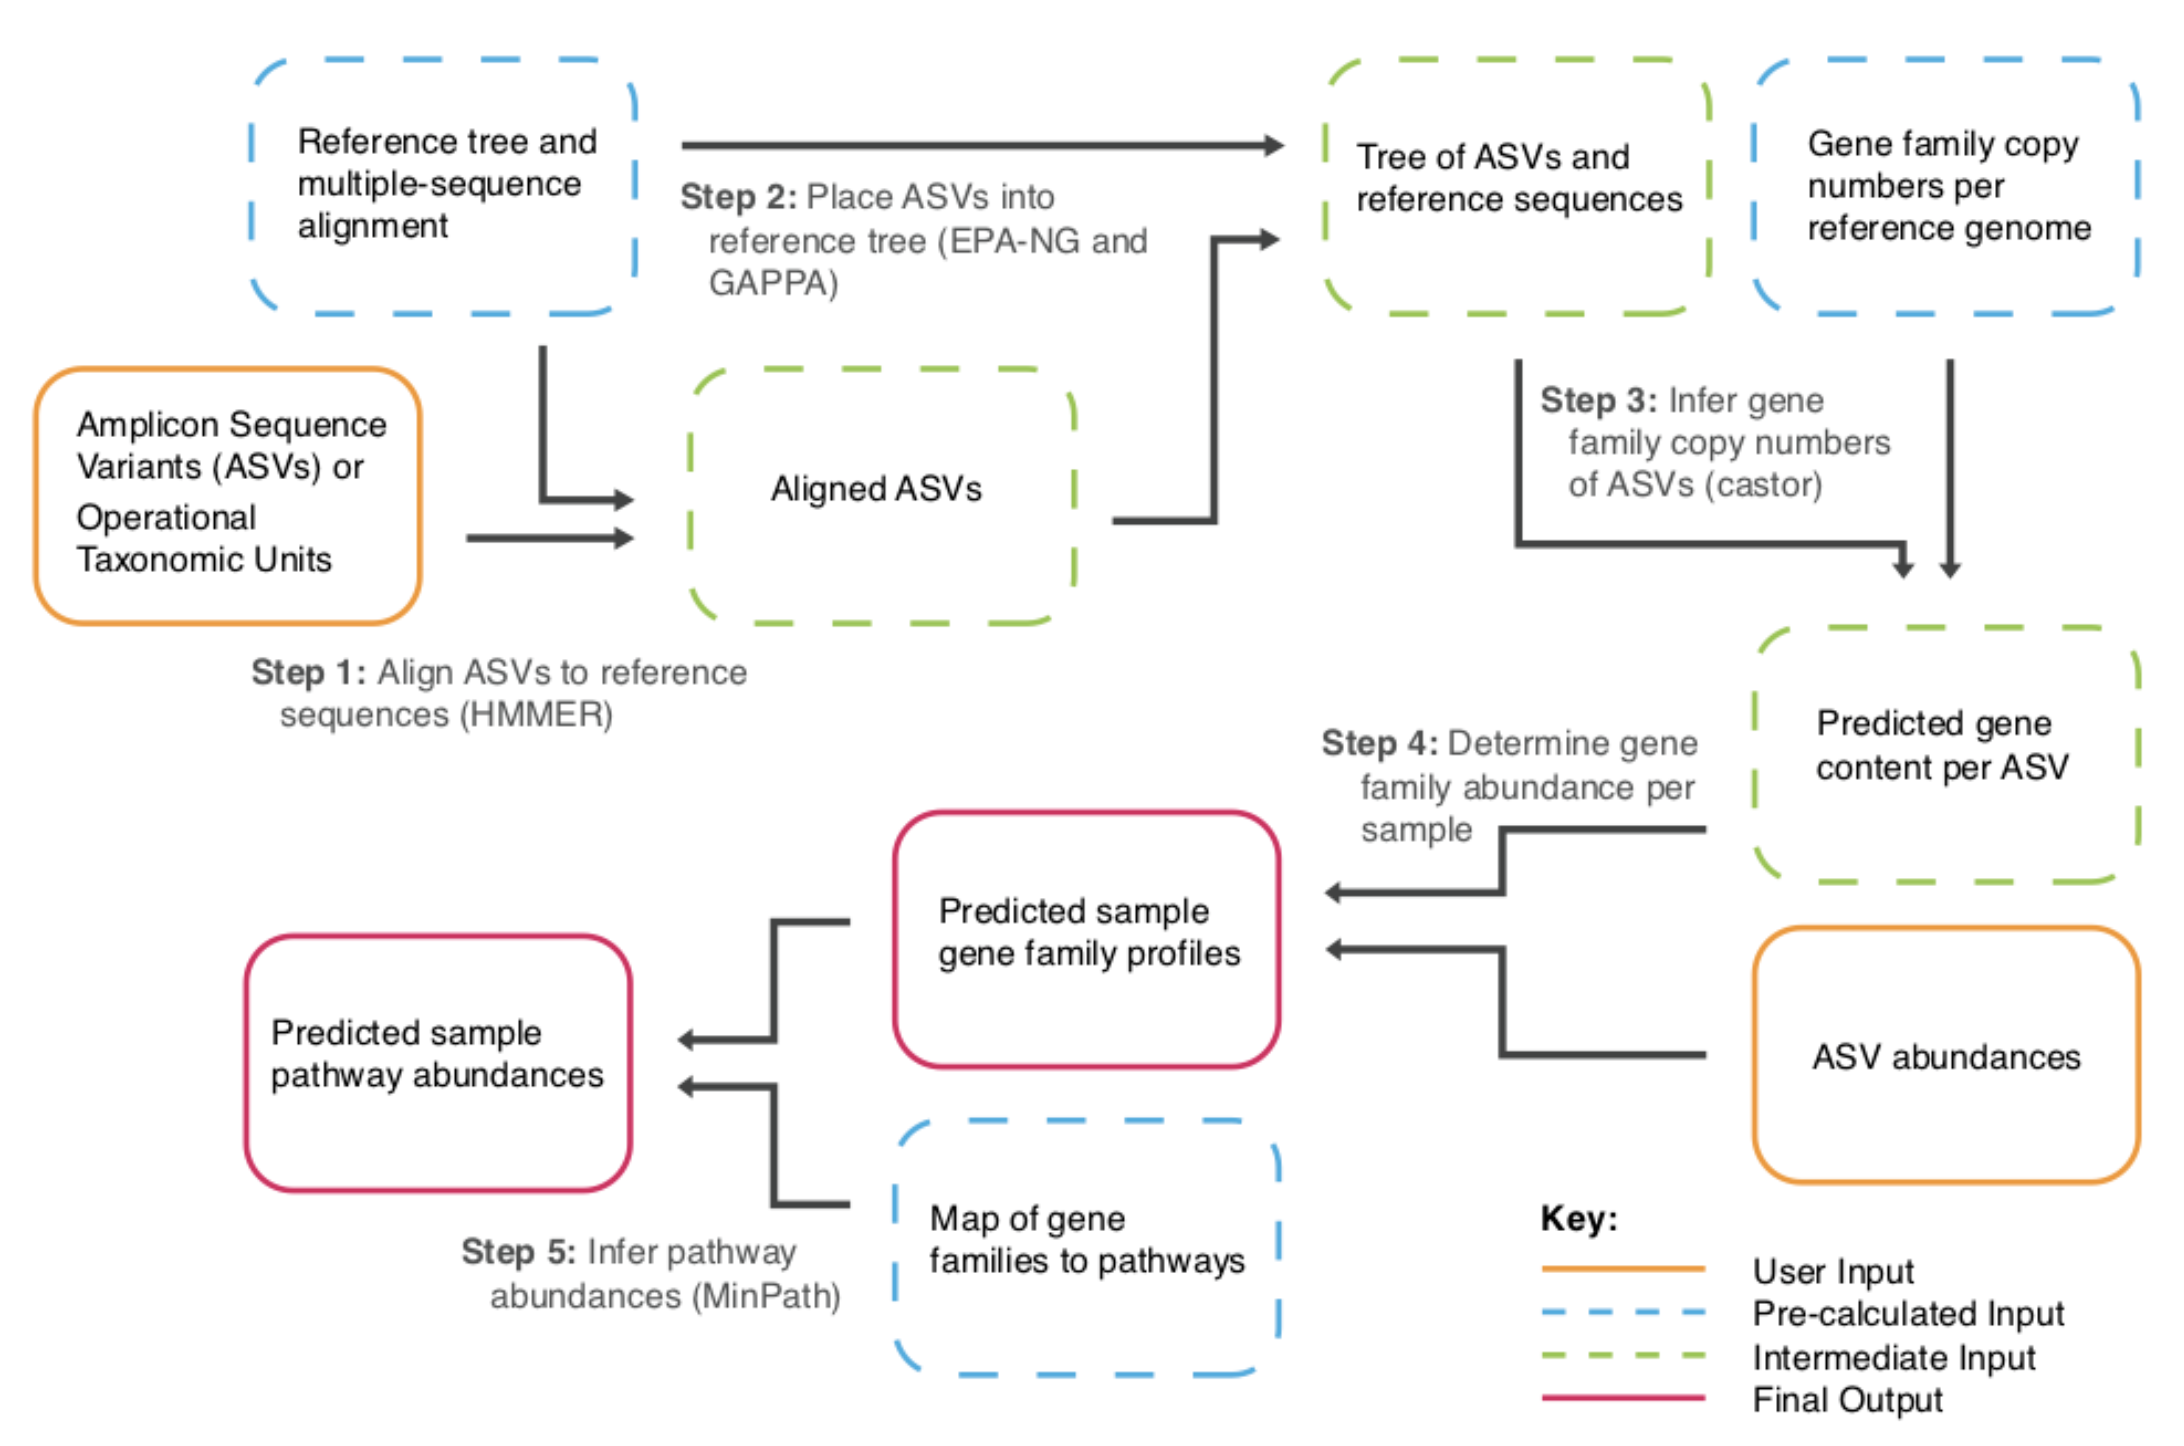 Reference tree and
multiple-sequence
alignment
Step 2: Place ASVs into
reference tree (EPA-NG and
GAPPA)
Tree of ASVs and
reference sequences
Gene family copy
numbers per
reference genome
Amplicon Sequence
Variants (ASVs) or
Operational
Taxonomic Units
Aligned ASVs
Step 3: Infer gene
family copy numbers
of ASVs (castor)
Step 1: Align ASVs to reference
sequences (HMMER)
Predicted gene
content per ASV
Step 4: Determine gene
family abundance per
sample
Predicted sample
gene family profiles
ASV abundances
Predicted sample
pathway abundances
Map of gene
families to pathways
Step 5: Infer pathway
abundances (MinPath)
Key:
User Input
Pre-calculated Input
Intermediate Input
Final Output